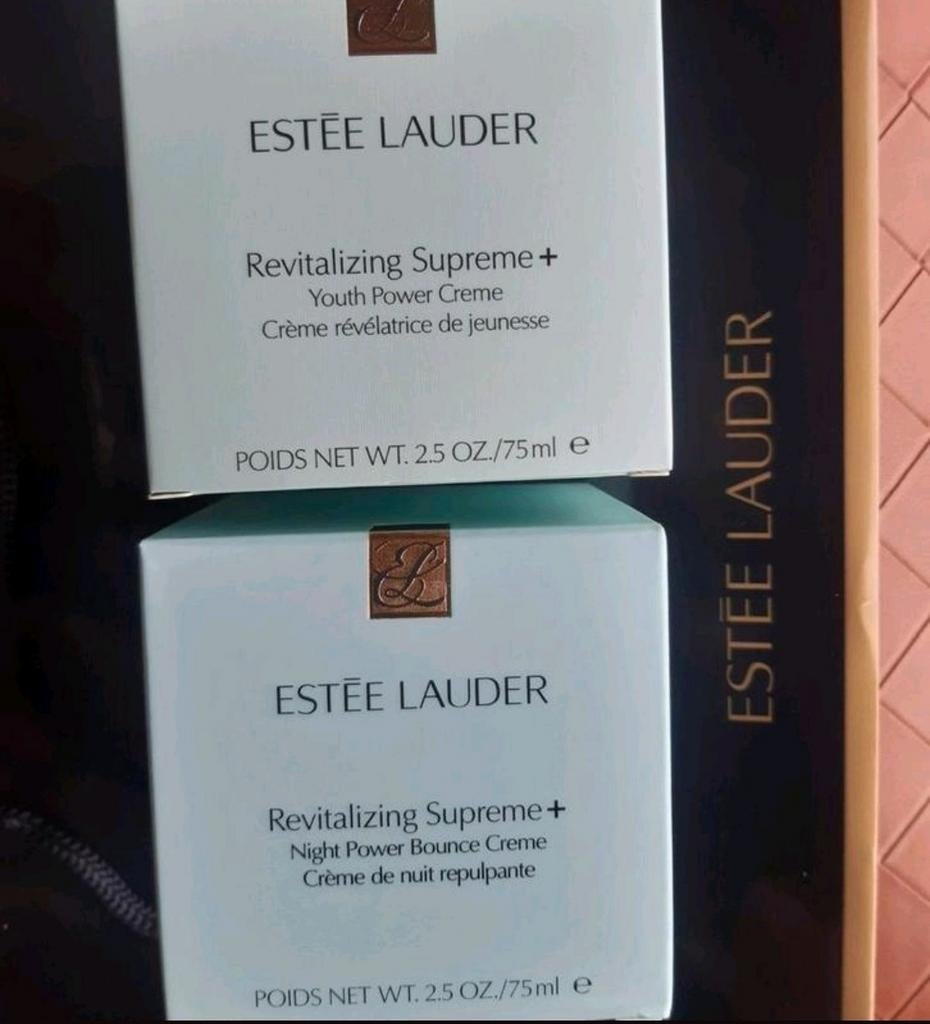 ESTĒE LAUDER
Revitalizing Supreme+
Youth Power Creme
Crème révélatrice de jeunesse
POIDS NET WT. 2.5 OZ./75ml ℮
EL
ESTĒE LAUDER
Revitalizing Supreme+
Night Power Bounce Creme
Crème de nuit repulpante
POIDS NET WT. 2.5 OZ./75ml ℮
ESTĒE LAUDER